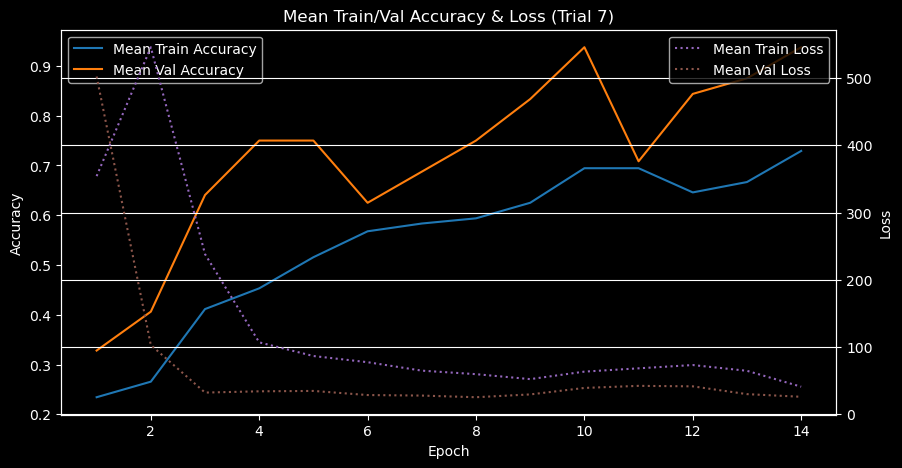 Mean Train/Val Accuracy & Loss (Trial 7)
Mean Train Accuracy
Mean Val Accuracy
Mean Train Loss
Mean Val Loss
0.9
0.8
0.7
0.6
0.5
0.4
0.3
0.2
Accuracy
500
400
300
200
100
0
Loss
2
4
6
8
10
12
14
Epoch